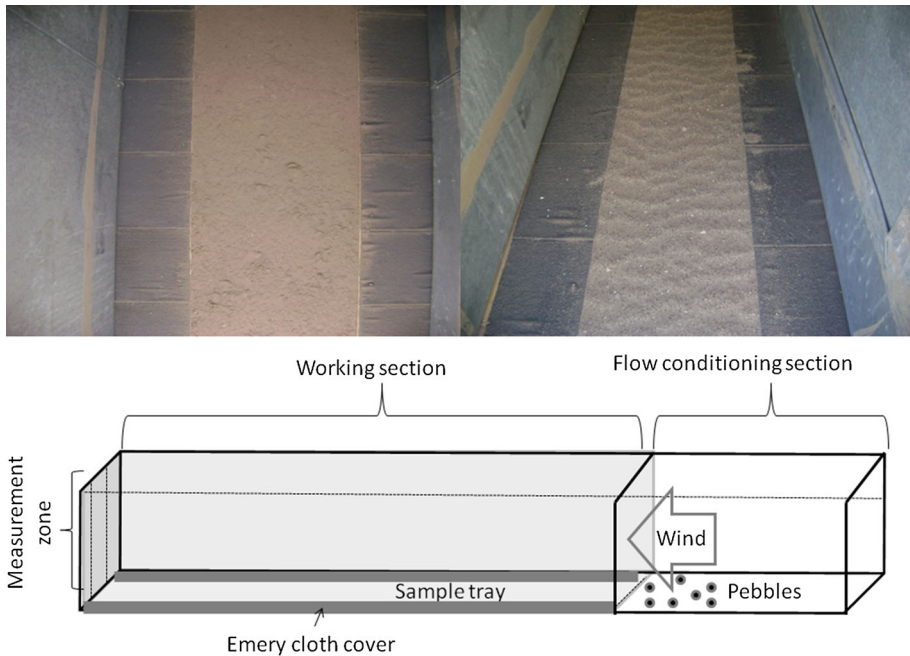 Working section
Flow conditioning section
Measurement
zone
Wind
Sample tray
Pebbles
Emery cloth cover